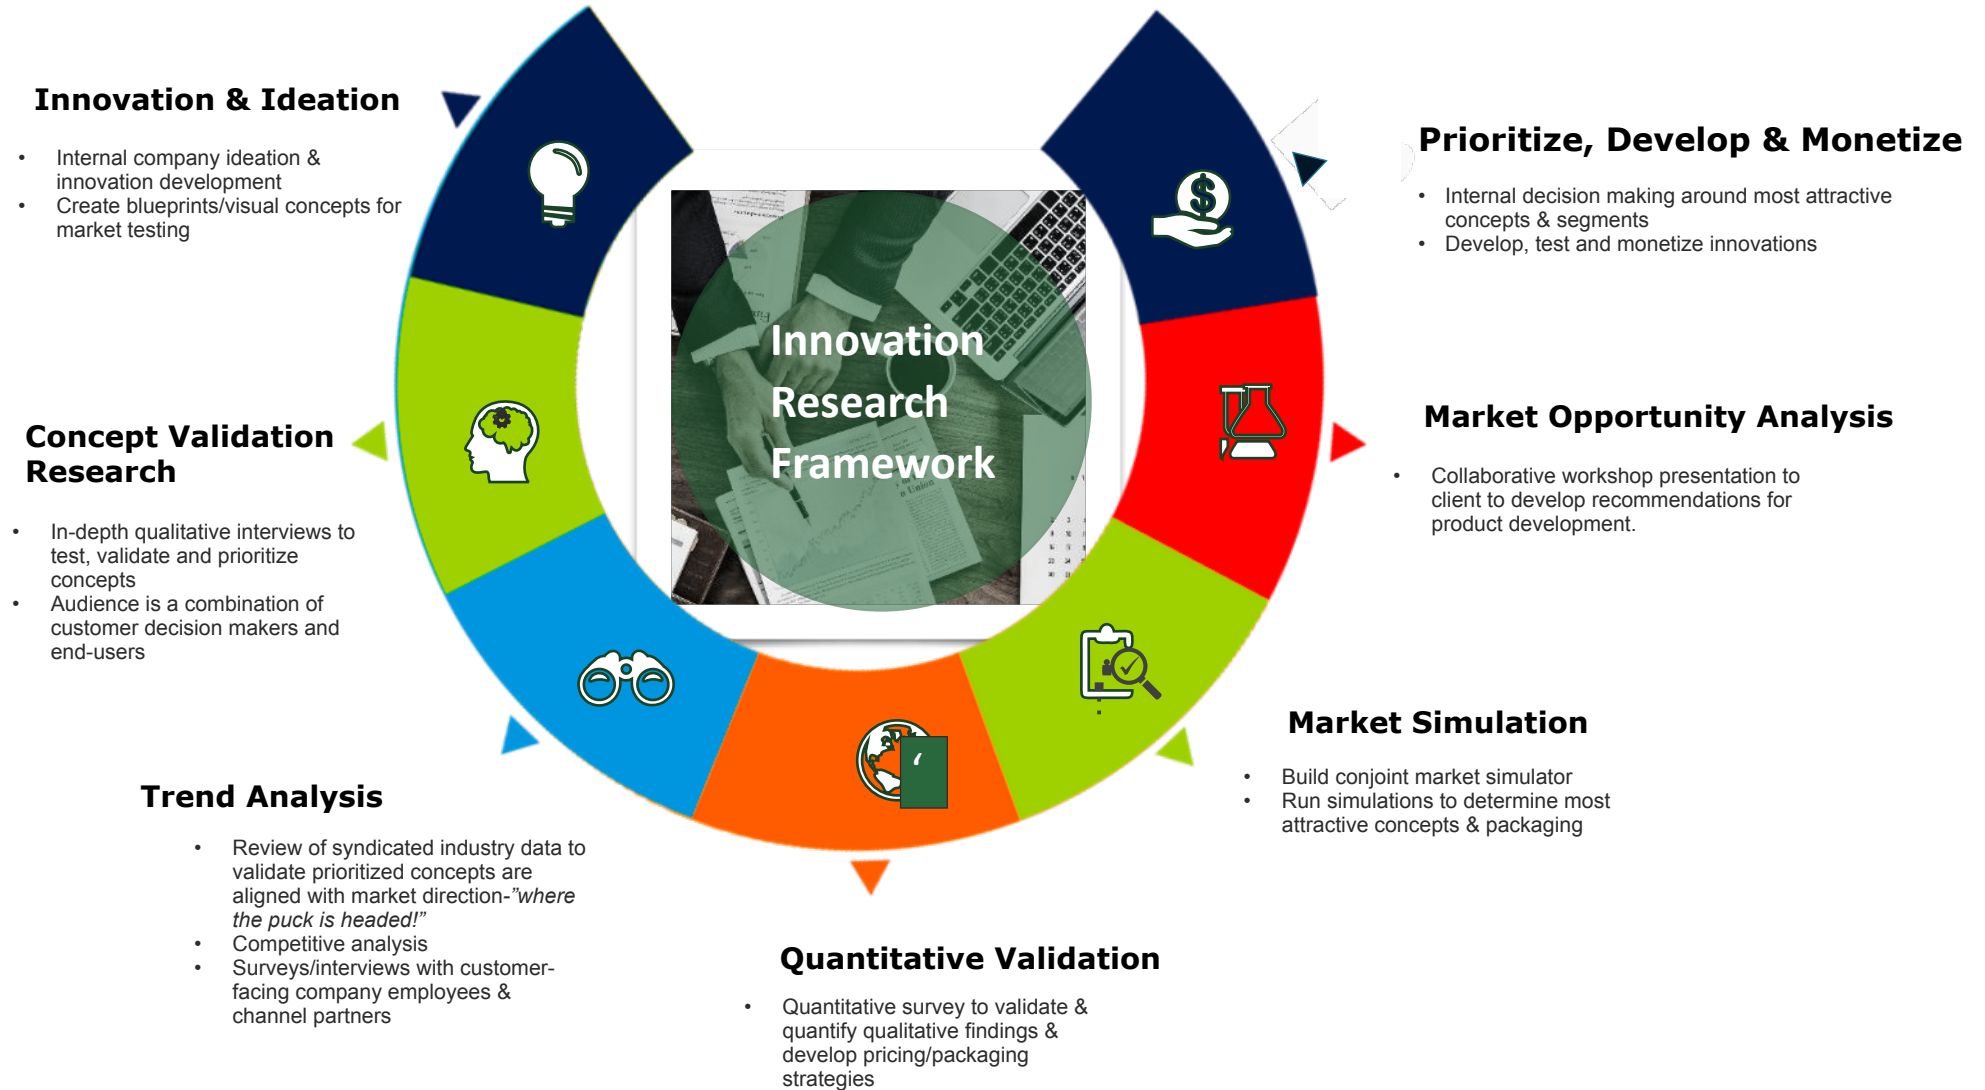 Innovation & Ideation
• Internal company ideation &
innovation development
• Create blueprints/visual concepts for
market testing
Concept Validation
Research
• In-depth qualitative interviews to
test, validate and prioritize
concepts
• Audience is a combination of
customer decision makers and
end-users
Trend Analysis
• Review of syndicated industry data to
validate prioritized concepts are
aligned with market direction-”where
the puck is headed!”
• Competitive analysis
• Surveys/interviews with customer-
facing company employees &
channel partners
Innovation
Research
Framework
Quantitative Validation
• Quantitative survey to validate &
quantify qualitative findings &
develop pricing/packaging
strategies
Market Simulation
• Build conjoint market simulator
• Run simulations to determine most
attractive concepts & packaging
Market Opportunity Analysis
• Collaborative workshop presentation to
client to develop recommendations for
product development.
Prioritize, Develop & Monetize
• Internal decision making around most attractive
concepts & segments
• Develop, test and monetize innovations
$